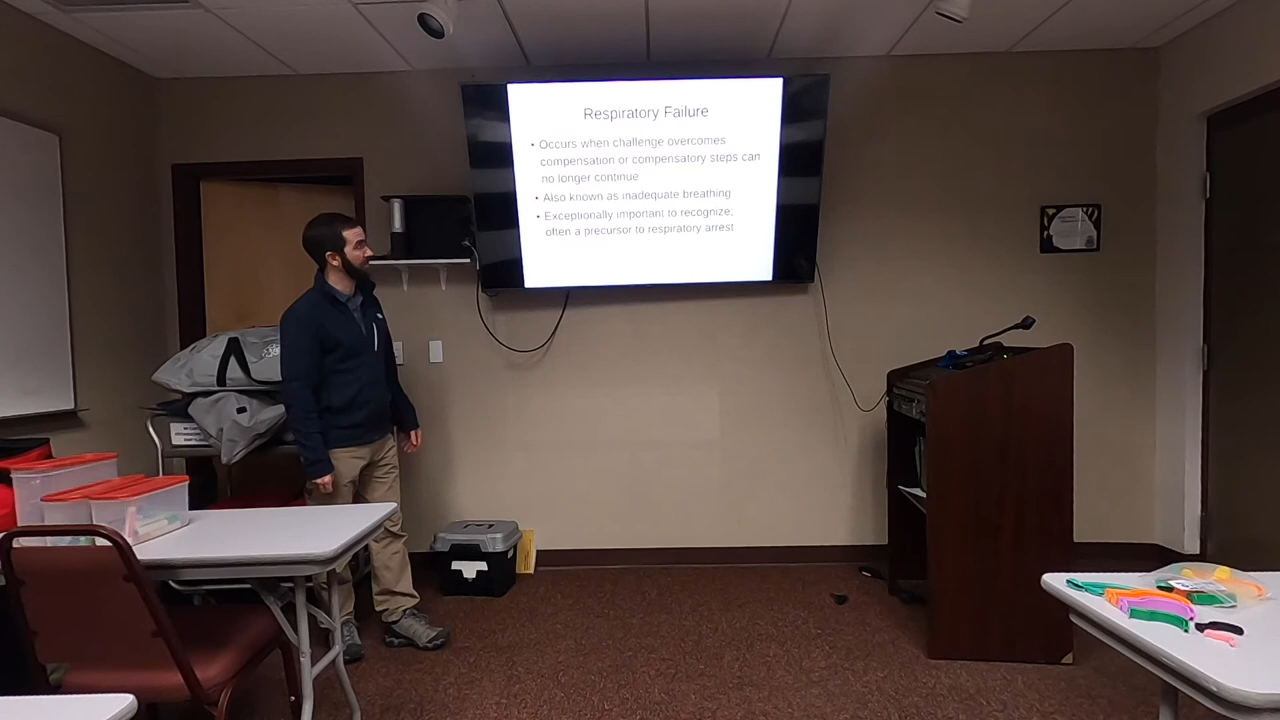 Respiratory Failure
• Occurs when challenge overcomes
compensation or compensatory steps can
no longer continue
• Also known as inadequate breathing
• Exceptionally important to recognize;
often a precursor to respiratory arrest